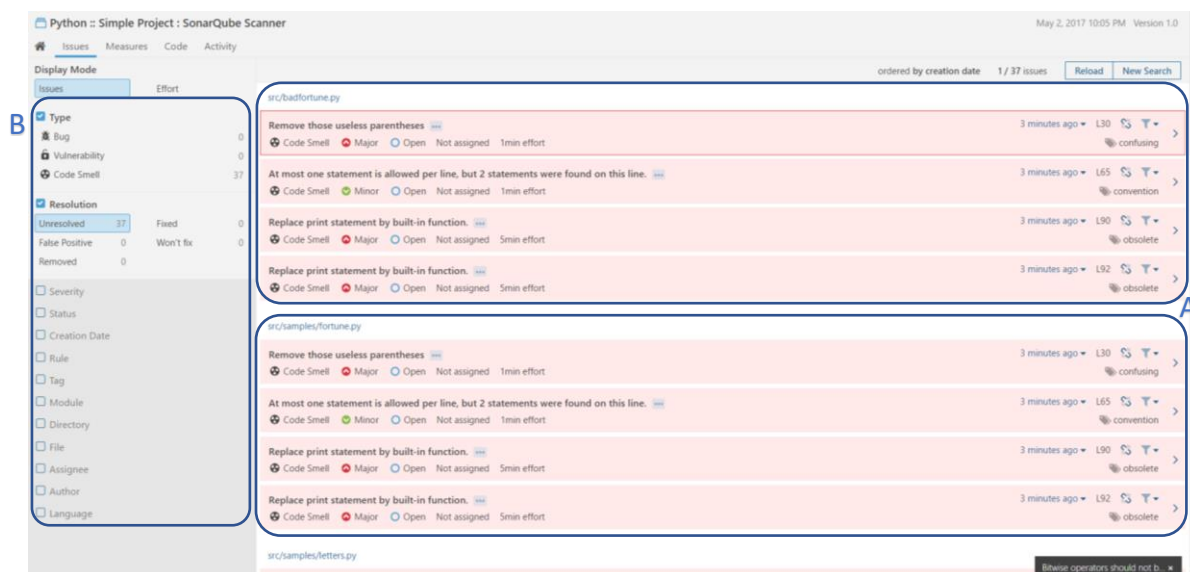 Python :: Simple Project : SonarQube Scanner
May 2, 2017 10:05 PM Version 1.0
Issues Measures Code Activity
Display Mode
ordered by creation date 1 / 37 issues Reload New Search
Issues Effort
B
Type
Bug 0
Vulnerability 0
Code Smell 37
Resolution
Unresolved 37 Fixed 0
False Positive 0 Won't fix 0
Removed 0
Severity
Status
Creation Date
Rule
Tag
Module
Directory
File
Assignee
Author
Language
src/badfortune.py
Remove those useless parentheses ...
3 minutes ago L30
Code Smell Major Open Not assigned 1min effort
confusing
At most one statement is allowed per line, but 2 statements were found on this line. ...
3 minutes ago L65
Code Smell Minor Open Not assigned 1min effort
convention
Replace print statement by built-in function. ...
3 minutes ago L90
Code Smell Major Open Not assigned 5min effort
obsolete
Replace print statement by built-in function. ...
3 minutes ago L92
Code Smell Major Open Not assigned 5min effort
obsolete
A
src/samples/fortune.py
Remove those useless parentheses ...
3 minutes ago L30
Code Smell Major Open Not assigned 1min effort
confusing
At most one statement is allowed per line, but 2 statements were found on this line. ...
3 minutes ago L65
Code Smell Minor Open Not assigned 1min effort
convention
Replace print statement by built-in function. ...
3 minutes ago L90
Code Smell Major Open Not assigned 5min effort
obsolete
Replace print statement by built-in function. ...
3 minutes ago L92
Code Smell Major Open Not assigned 5min effort
obsolete
src/samples/letters.py
Bitwise operators should not b... ×